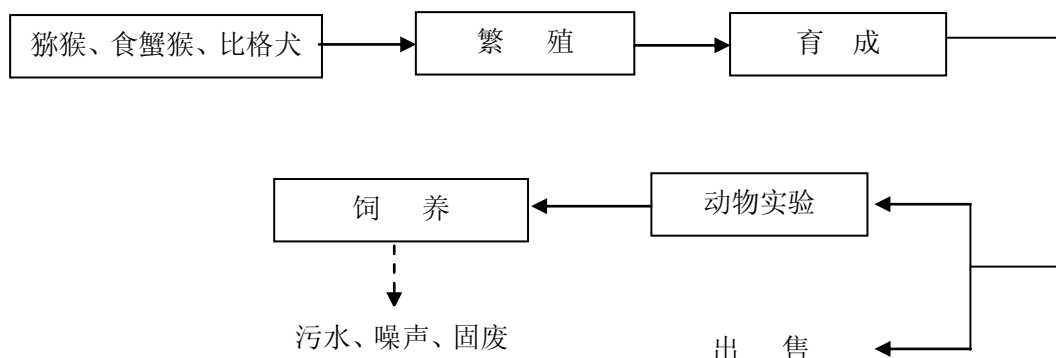 猕猴、食蟹猴、比格犬
繁 殖
育 成
饲 养
动物实验
污水、噪声、固废
出 售